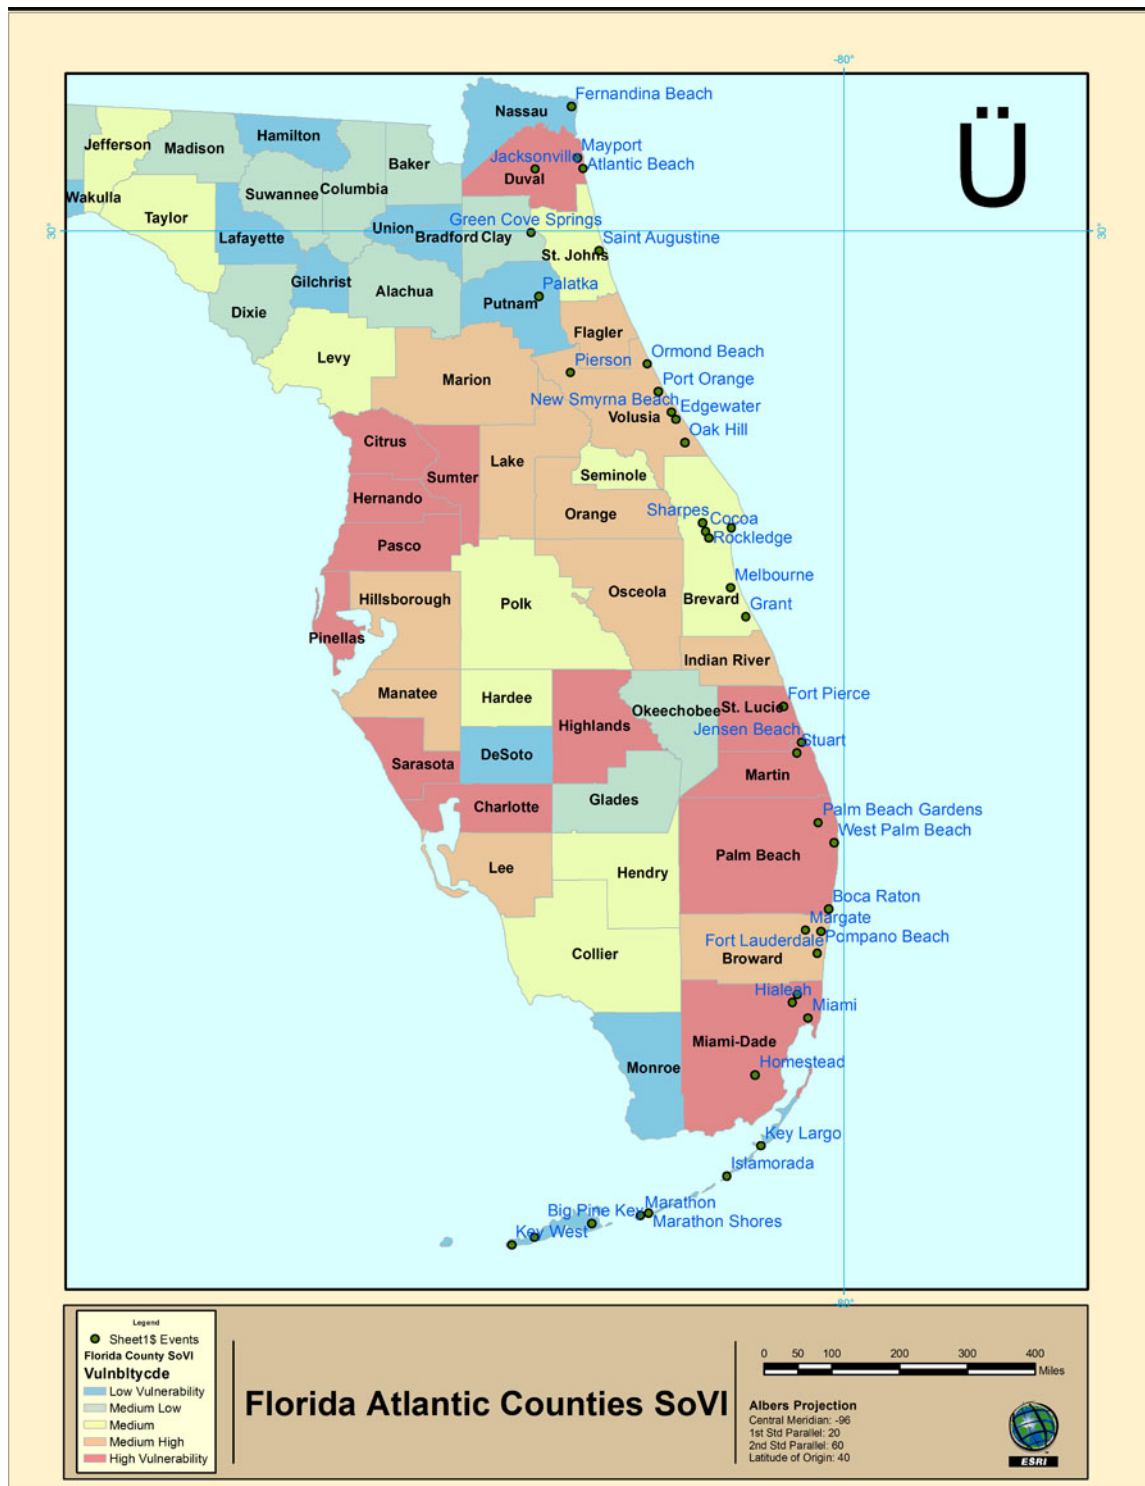 -80°
Ü
Fernandina Beach
Nassau
Mayport
Hamilton
Jefferson
Madison
Baker
Jacksonville
Atlantic Beach
Duval
Columbia
Suwannee
Wakulla
Taylor
Green Cove Springs
Union
30°
30°
Lafayette
Bradford
Clay
Saint Augustine
St. Johns
Gilchrist
Palatka
Alachua
Putnam
Dixie
Flagler
Levy
Ormond Beach
Pierson
Marion
Port Orange
New Smyrna Beach
Edgewater
Volusia
Oak Hill
Citrus
Lake
Seminole
Sumter
Hernando
Sharpes
Orange
Cocoa
Rockledge
Pasco
Melbourne
Osceola
Hillsborough
Brevard
Polk
Grant
Pinellas
Indian River
Manatee
Hardee
Fort Pierce
Okeechobee
St. Lucie
Highlands
Jensen Beach
Stuart
DeSoto
Sarasota
Martin
Glades
Charlotte
Palm Beach Gardens
West Palm Beach
Palm Beach
Lee
Hendry
Boca Raton
Margate
Fort Lauderdale
Pompano Beach
Collier
Broward
Hialeah
Miami
Miami-Dade
Homestead
Monroe
Key Largo
Islamorada
Marathon
Big Pine Key
Marathon Shores
Key West
-80°
Legend
Sheet1$ Events
Florida County SoVI
Vulnbltycde
Low Vulnerability
Medium Low
Medium
Medium High
High Vulnerability
Florida Atlantic Counties SoVI
0 50 100 200 300 400
Miles
Albers Projection
Central Meridian: -96
1st Std Parallel: 20
2nd Std Parallel: 60
Latitude of Origin: 40
ESRI